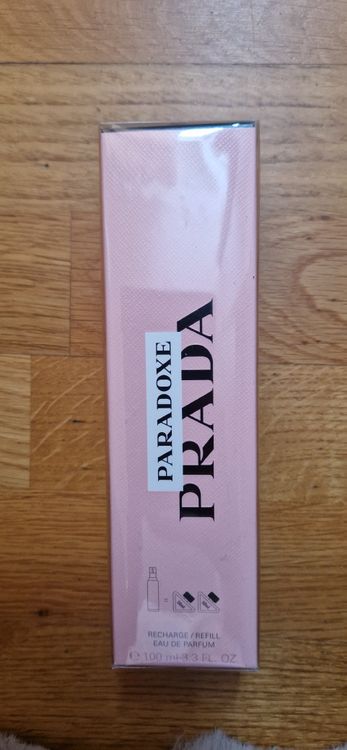 PARADOXE
PRADA
RECHARGE / REFILL
EAU DE PARFUM
℮ 100 ml 3.3 FL. OZ